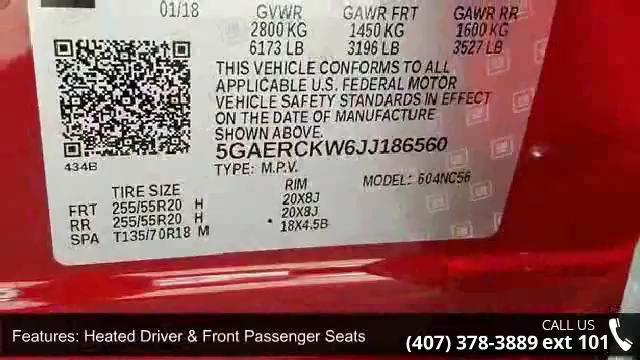 01/18 GVWR GAWR FRT GAWR RR
2800 KG 1450 KG 1600 KG
6173 LB 3196 LB 3527 LB
THIS VEHICLE CONFORMS TO ALL
APPLICABLE U.S. FEDERAL MOTOR
VEHICLE SAFETY STANDARDS IN EFFECT
ON THE DATE OF MANUFACTURE
SHOWN ABOVE.
5GAERCKW6JJ186560
434B
TYPE: M.P.V. MODEL: 604NC56
TIRE SIZE RIM
FRT 255/55R20 H 20X8J
RR 255/55R20 H 20X8J
SPA T135/70R18 M * 18X4.5B
Features: Heated Driver & Front Passenger Seats
CALL US
(407) 378-3889 ext 101